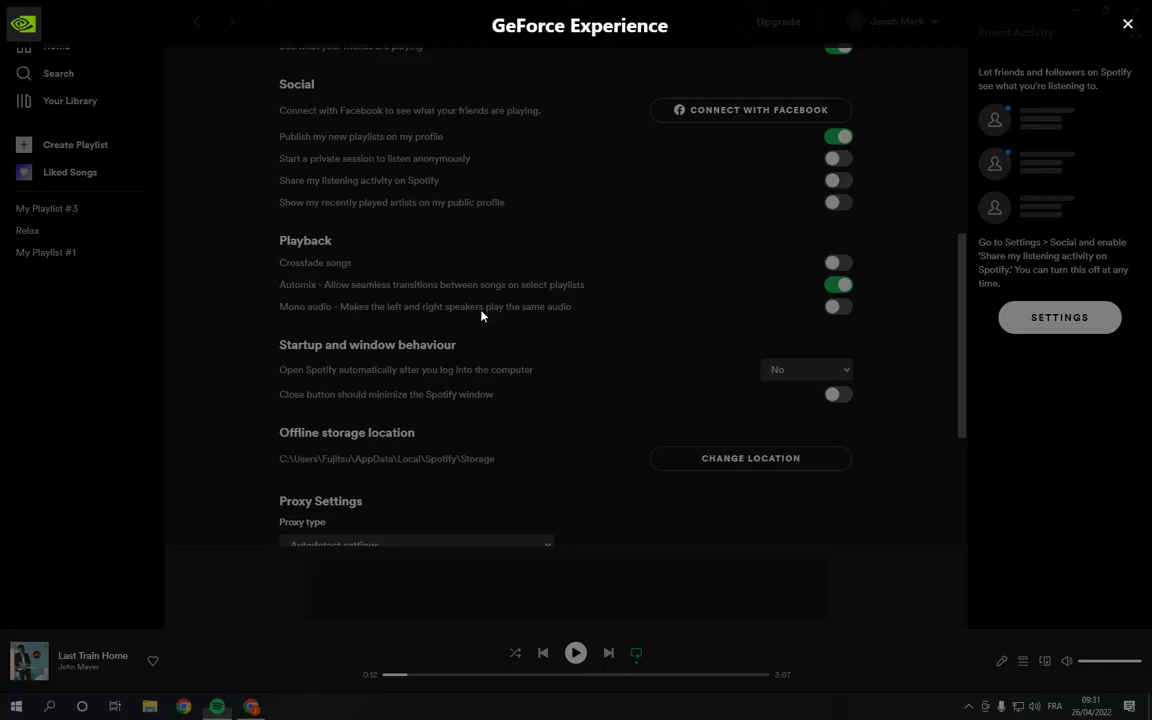 GeForce Experience
Upgrade
Jacob Mark
Home
Search
Your Library
Create Playlist
Liked Songs
My Playlist #3
Relax
My Playlist #1
See what your friends are playing
Social
Connect with Facebook to see what your friends are playing.
CONNECT WITH FACEBOOK
Publish my new playlists on my profile
Start a private session to listen anonymously
Share my listening activity on Spotify
Show my recently played artists on my public profile
Playback
Crossfade songs
Automix - Allow seamless transitions between songs on select playlists
Mono audio - Makes the left and right speakers play the same audio
Startup and window behaviour
Open Spotify automatically after you log into the computer
No
Close button should minimize the Spotify window
Offline storage location
C:\Users\Fujitsu\AppData\Local\Spotify\Storage
CHANGE LOCATION
Proxy Settings
Proxy type
Autodetect settings
Friend Activity
Let friends and followers on Spotify
see what you're listening to.
Go to Settings > Social and enable
'Share my listening activity on
Spotify.' You can turn this off at any
time.
SETTINGS
Last Train Home
John Mayer
0:12
3:07
FRA
09:31
26/04/2022